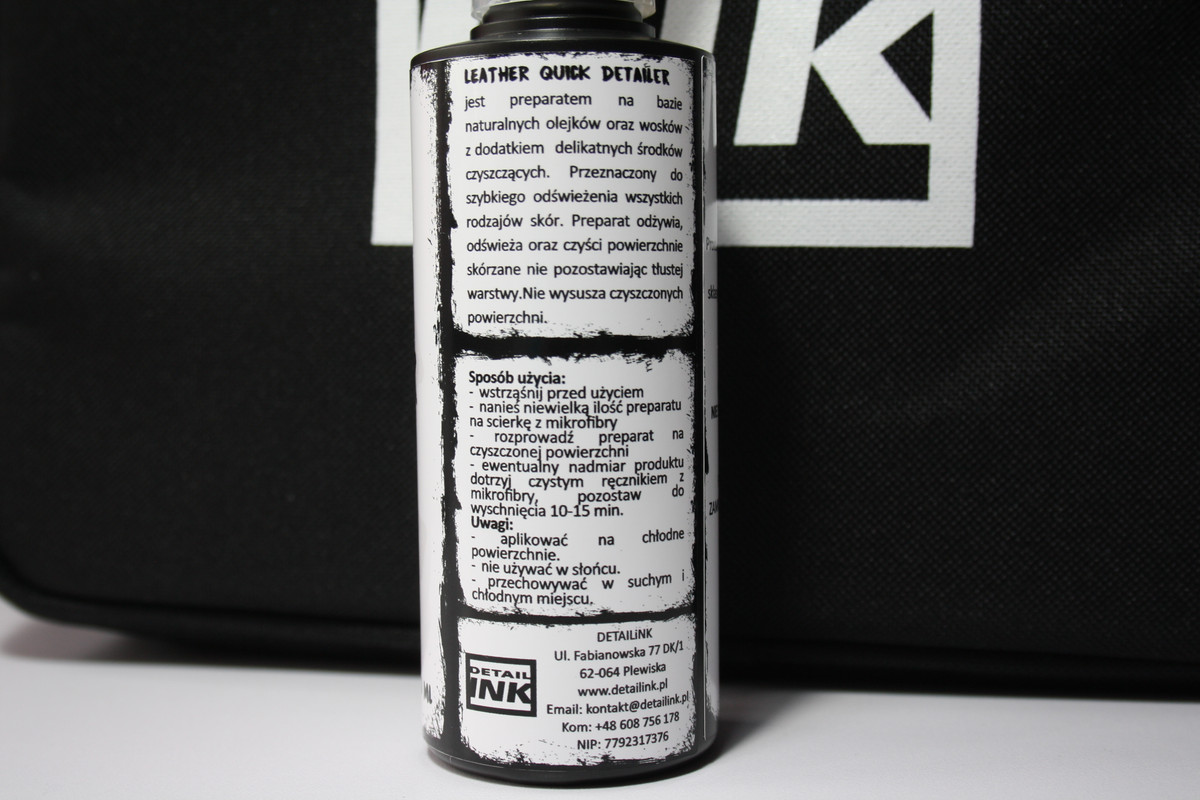 LEATHER QUICK DETAILER
jest preparatem na bazie
naturalnych olejków oraz wosków
z dodatkiem delikatnych środków
czyszczących. Przeznaczony do
szybkiego odświeżenia wszystkich
rodzajów skór. Preparat odżywia,
odświeża oraz czyści powierzchnie
skórzane nie pozostawiając tłustej
warstwy.Nie wysusza czyszczonych
powierzchni.
Sposób użycia:
- wstrząśnij przed użyciem
- nanieś niewielką ilość preparatu
na scierkę z mikrofibry
- rozprowadź preparat na
czyszczonej powierzchni
- ewentualny nadmiar produktu
dotrzyj czystym ręcznikiem z
mikrofibry, pozostaw do
wyschnięcia 10-15 min.
Uwagi:
- aplikować na chłodne
powierzchnie.
- nie używać w słońcu.
- przechowywać w suchym i
chłodnym miejscu.
DETAIL
INK
DETAILiNK
Ul. Fabianowska 77 DK/1
62-064 Plewiska
www.detailink.pl
Email: kontakt@detailink.pl
Kom: +48 608 756 178
NIP: 7792317376
ML